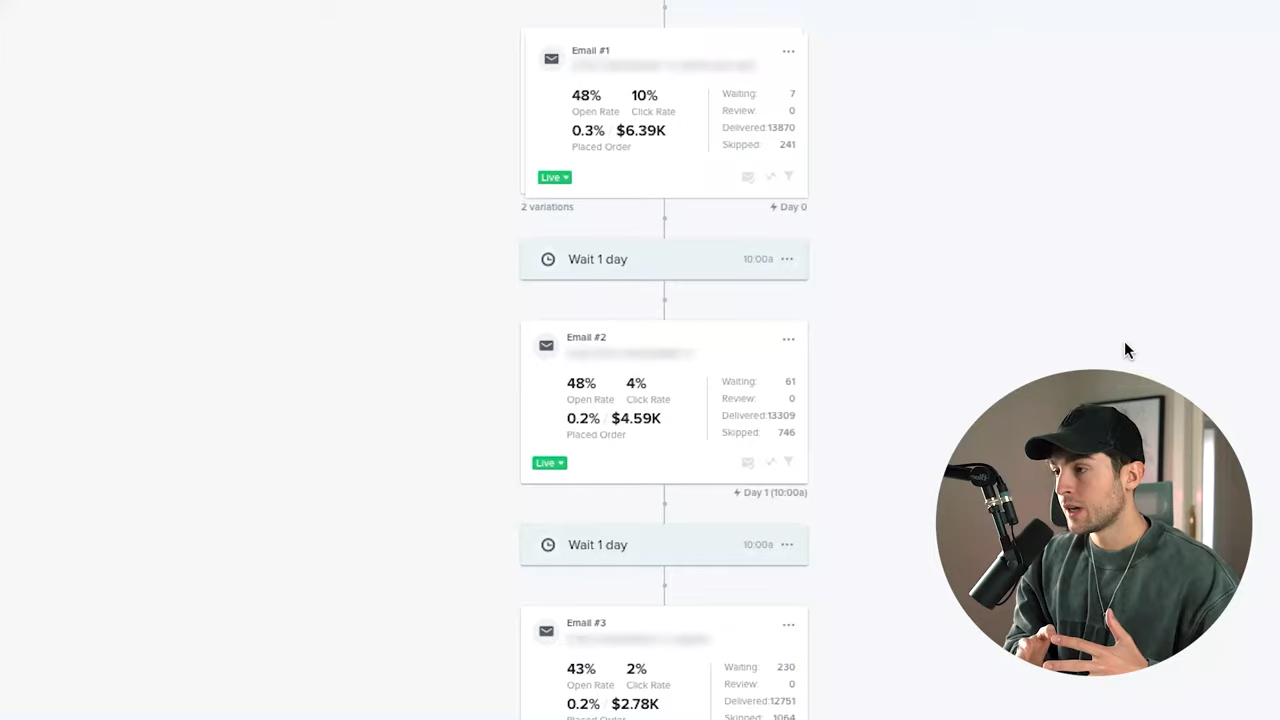 Email #1
48% 10% Waiting: 7
Open Rate Click Rate Review: 0
0.3% / $6.39K Delivered: 13870
Placed Order Skipped: 241
Live
2 variations Day 0
Wait 1 day 10:00a
Email #2
48% 4% Waiting: 61
Open Rate Click Rate Review: 0
0.2% / $4.59K Delivered: 13309
Placed Order Skipped: 746
Live
Day 1 (10:00a)
Wait 1 day 10:00a
Email #3
43% 2% Waiting: 230
Open Rate Click Rate Review: 0
0.2% / $2.78K Delivered: 12751
Placed Order Skipped: 1064